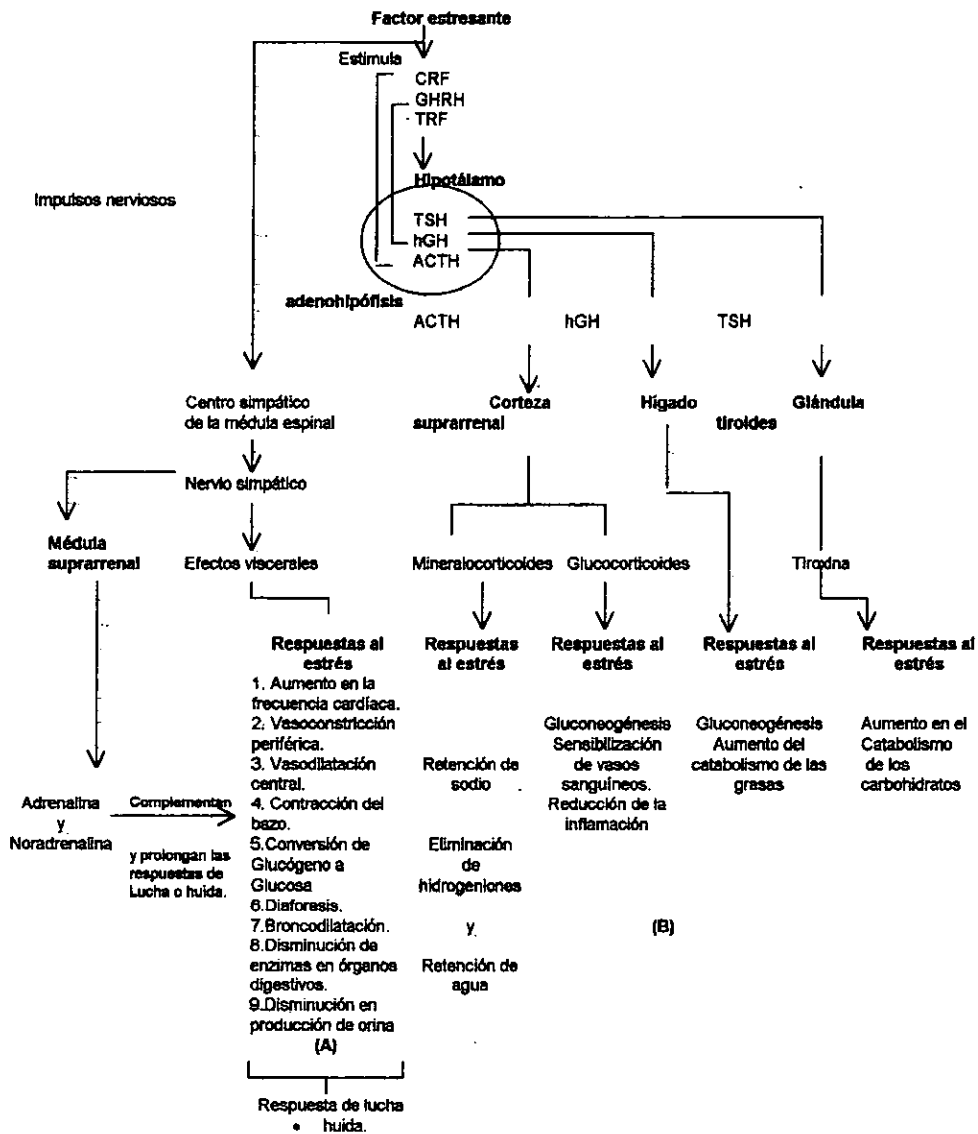 Factor estresante
Estimula
CRF
GHRH
TRF
Hipotálamo
Impulsos nerviosos
TSH
hGH
ACTH
adenohipófisis
ACTH
hGH
TSH
Centro simpático
de la médula espinal
Corteza
suprarrenal
Hígado
Glándula
tiroides
Nervio simpático
Médula
suprarrenal
Efectos viscerales
Mineralocorticoides
Glucocorticoides
Tiroxina
Respuestas al
estrés
1. Aumento en la
frecuencia cardíaca.
2. Vasoconstricción
periférica.
3. Vasodilatación
central.
4. Contracción del
bazo.
5.Conversión de
Glucógeno a
Glucosa
6.Diaforesis.
7.Broncodilatación.
8.Disminución de
enzimas en órganos
digestivos.
9.Disminución en
producción de orina
(A)
Respuestas
al estrés
Retención de
sodio
Eliminación
de
hidrogeniones
y
Retención de
agua
Respuestas al
estrés
Gluconeogénesis
Sensibilización
de vasos
sanguíneos.
Reducción de la
inflamación
(B)
Respuestas al
estrés
Gluconeogénesis
Aumento del
catabolismo de las
grasas
Respuestas al
estrés
Aumento en el
Catabolismo
de los
carbohidratos
Adrenalina
y
Noradrenalina
Complementan
y prolongan las
respuestas de
Lucha o huida.
Respuesta de lucha
• huida.